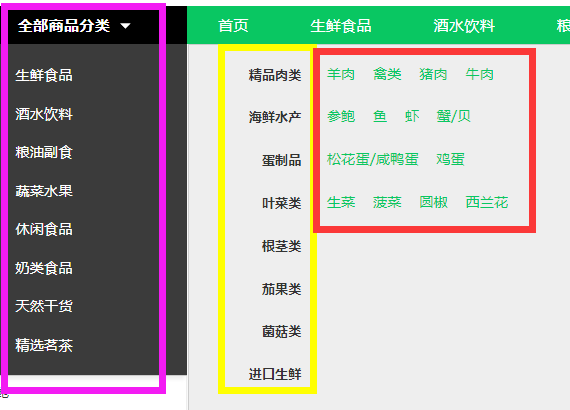 全部商品分类 首页 生鲜食品 酒水饮料
生鲜食品
酒水饮料
粮油副食
蔬菜水果
休闲食品
奶类食品
天然干货
精选茗茶
精品肉类 羊肉 禽类 猪肉 牛肉
海鲜水产 参鲍 鱼 虾 蟹/贝
蛋制品 松花蛋/咸鸭蛋 鸡蛋
叶菜类 生菜 菠菜 圆椒 西兰花
根茎类
茄果类
菌菇类
进口生鲜